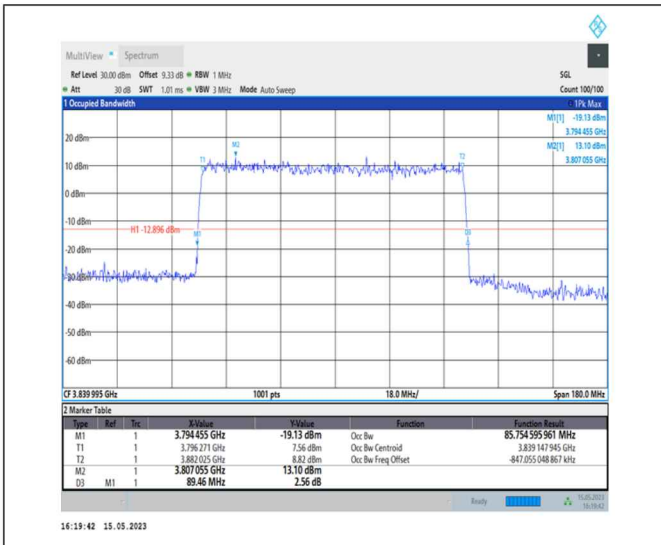 MultiView Spectrum
Ref Level 30.00 dBm Offset 9.33 dB RBW 1 MHz SGL
Att 30 dB SWT 1.01 ms VBW 3 MHz Mode Auto Sweep Count 100/100
1 Occupied Bandwidth 1Pk Max
M1[1] -19.13 dBm
3.794 455 GHz
M2[1] 13.10 dBm
3.807 055 GHz
20 dBm
M2
T1
T2
10 dBm
0 dBm
-10 dBm
H1 -12.896 dBm
M1
D3
-20 dBm
-30 dBm
-40 dBm
-50 dBm
-60 dBm
CF 3.839 995 GHz 1001 pts 18.0 MHz/ Span 180.0 MHz
2 Marker Table
Type Ref Trc X-Value Y-Value Function Function Result
M1 1 3.794 455 GHz -19.13 dBm Occ Bw 85.754 595 961 MHz
T1 1 3.796 271 GHz 7.56 dBm Occ Bw Centroid 3.839 147 945 GHz
T2 1 3.882 025 GHz 8.82 dBm Occ Bw Freq Offset -847.055 048 867 kHz
M2 1 3.807 055 GHz 13.10 dBm
D3 M1 1 89.46 MHz 2.56 dB
Ready 15.05.2023
16:19:42
16:19:42 15.05.2023